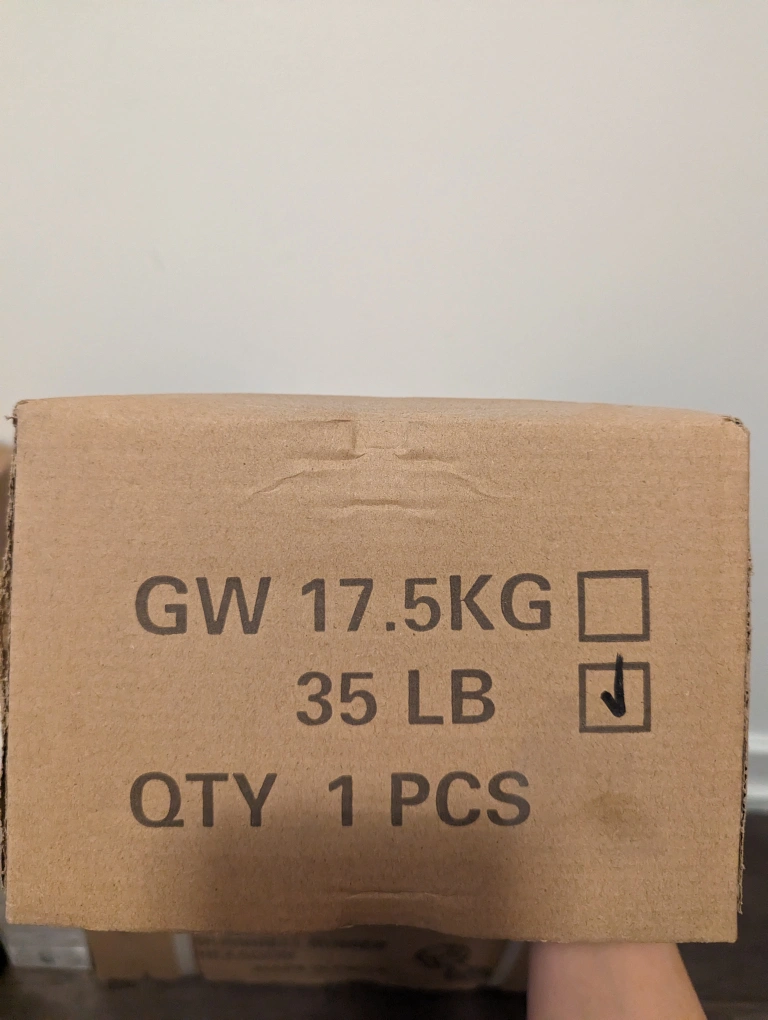 GW 17.5KG
35 LB
QTY 1 PCS